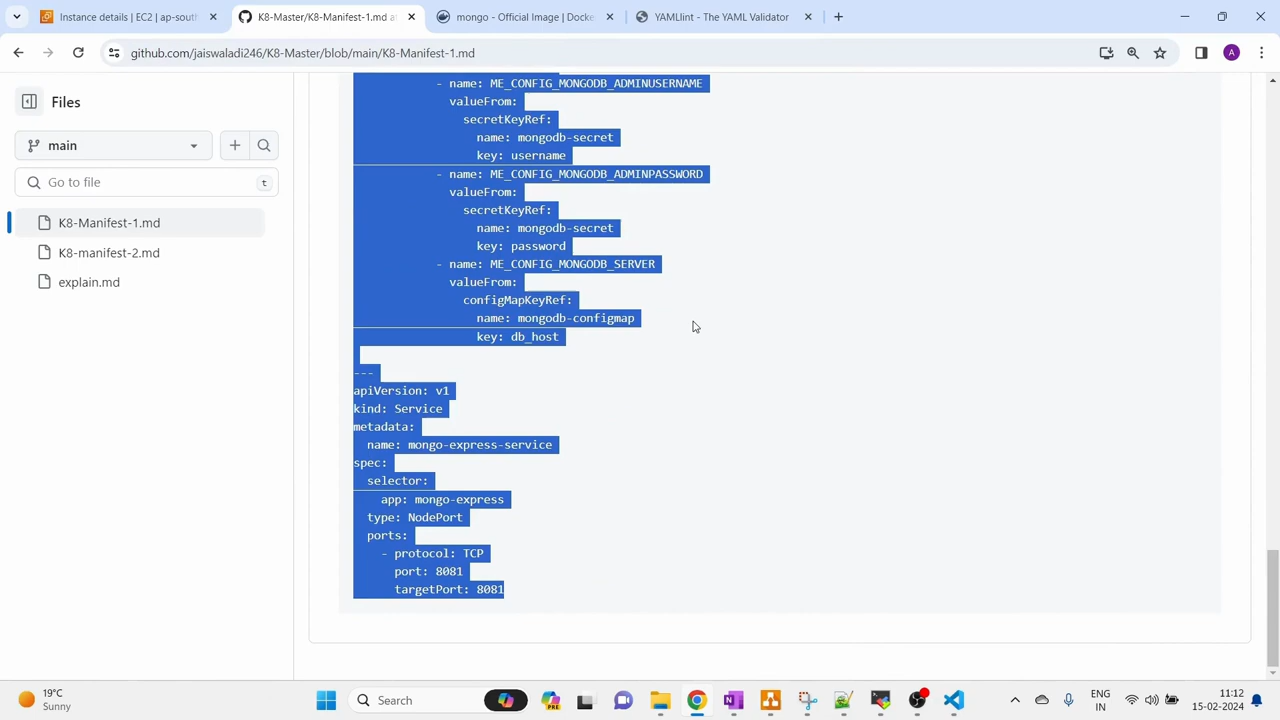 Instance details | EC2 | ap-south
K8-Master/K8-Manifest-1.md at
mongo - Official Image | Docke
YAMLlint - The YAML Validator
github.com/jaiswaladi246/K8-Master/blob/main/K8-Manifest-1.md
A
Files
main
Go to file
t
K8-Manifest-1.md
K8-manifest-2.md
explain.md
- name: ME_CONFIG_MONGODB_ADMINUSERNAME
valueFrom:
secretKeyRef:
name: mongodb-secret
key: username
- name: ME_CONFIG_MONGODB_ADMINPASSWORD
valueFrom:
secretKeyRef:
name: mongodb-secret
key: password
- name: ME_CONFIG_MONGODB_SERVER
valueFrom:
configMapKeyRef:
name: mongodb-configmap
key: db_host
---
apiVersion: v1
kind: Service
metadata:
name: mongo-express-service
spec:
selector:
app: mongo-express
type: NodePort
ports:
- protocol: TCP
port: 8081
targetPort: 8081
19°C
Sunny
Search
ENG
IN
11:12
15-02-2024